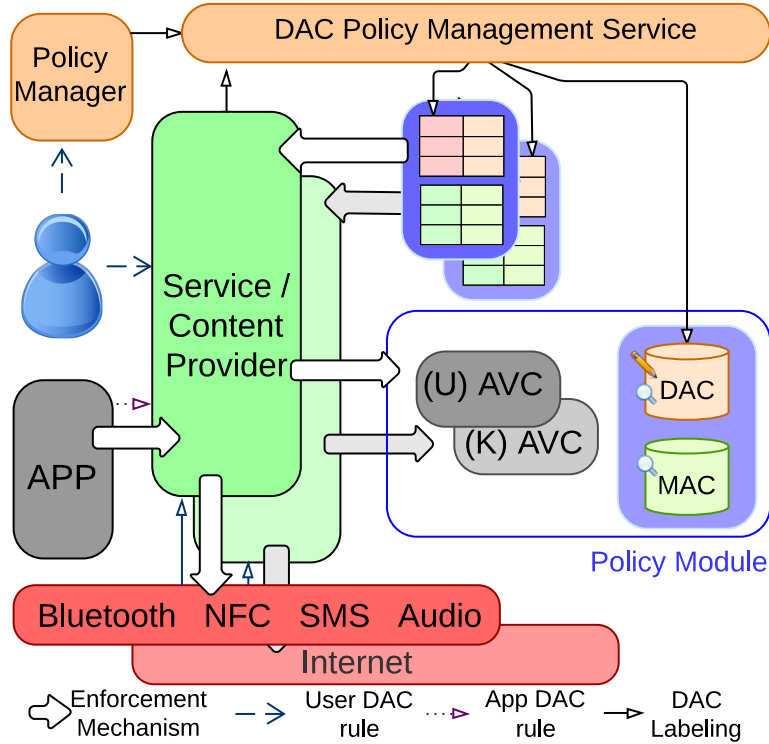 DAC Policy Management Service
Policy
Manager
Service /
Content
Provider
(U) AVC
(K) AVC
DAC
MAC
APP
Policy Module
Bluetooth NFC SMS Audio
Internet
Enforcement
Mechanism
User DAC
rule
App DAC
rule
DAC
Labeling